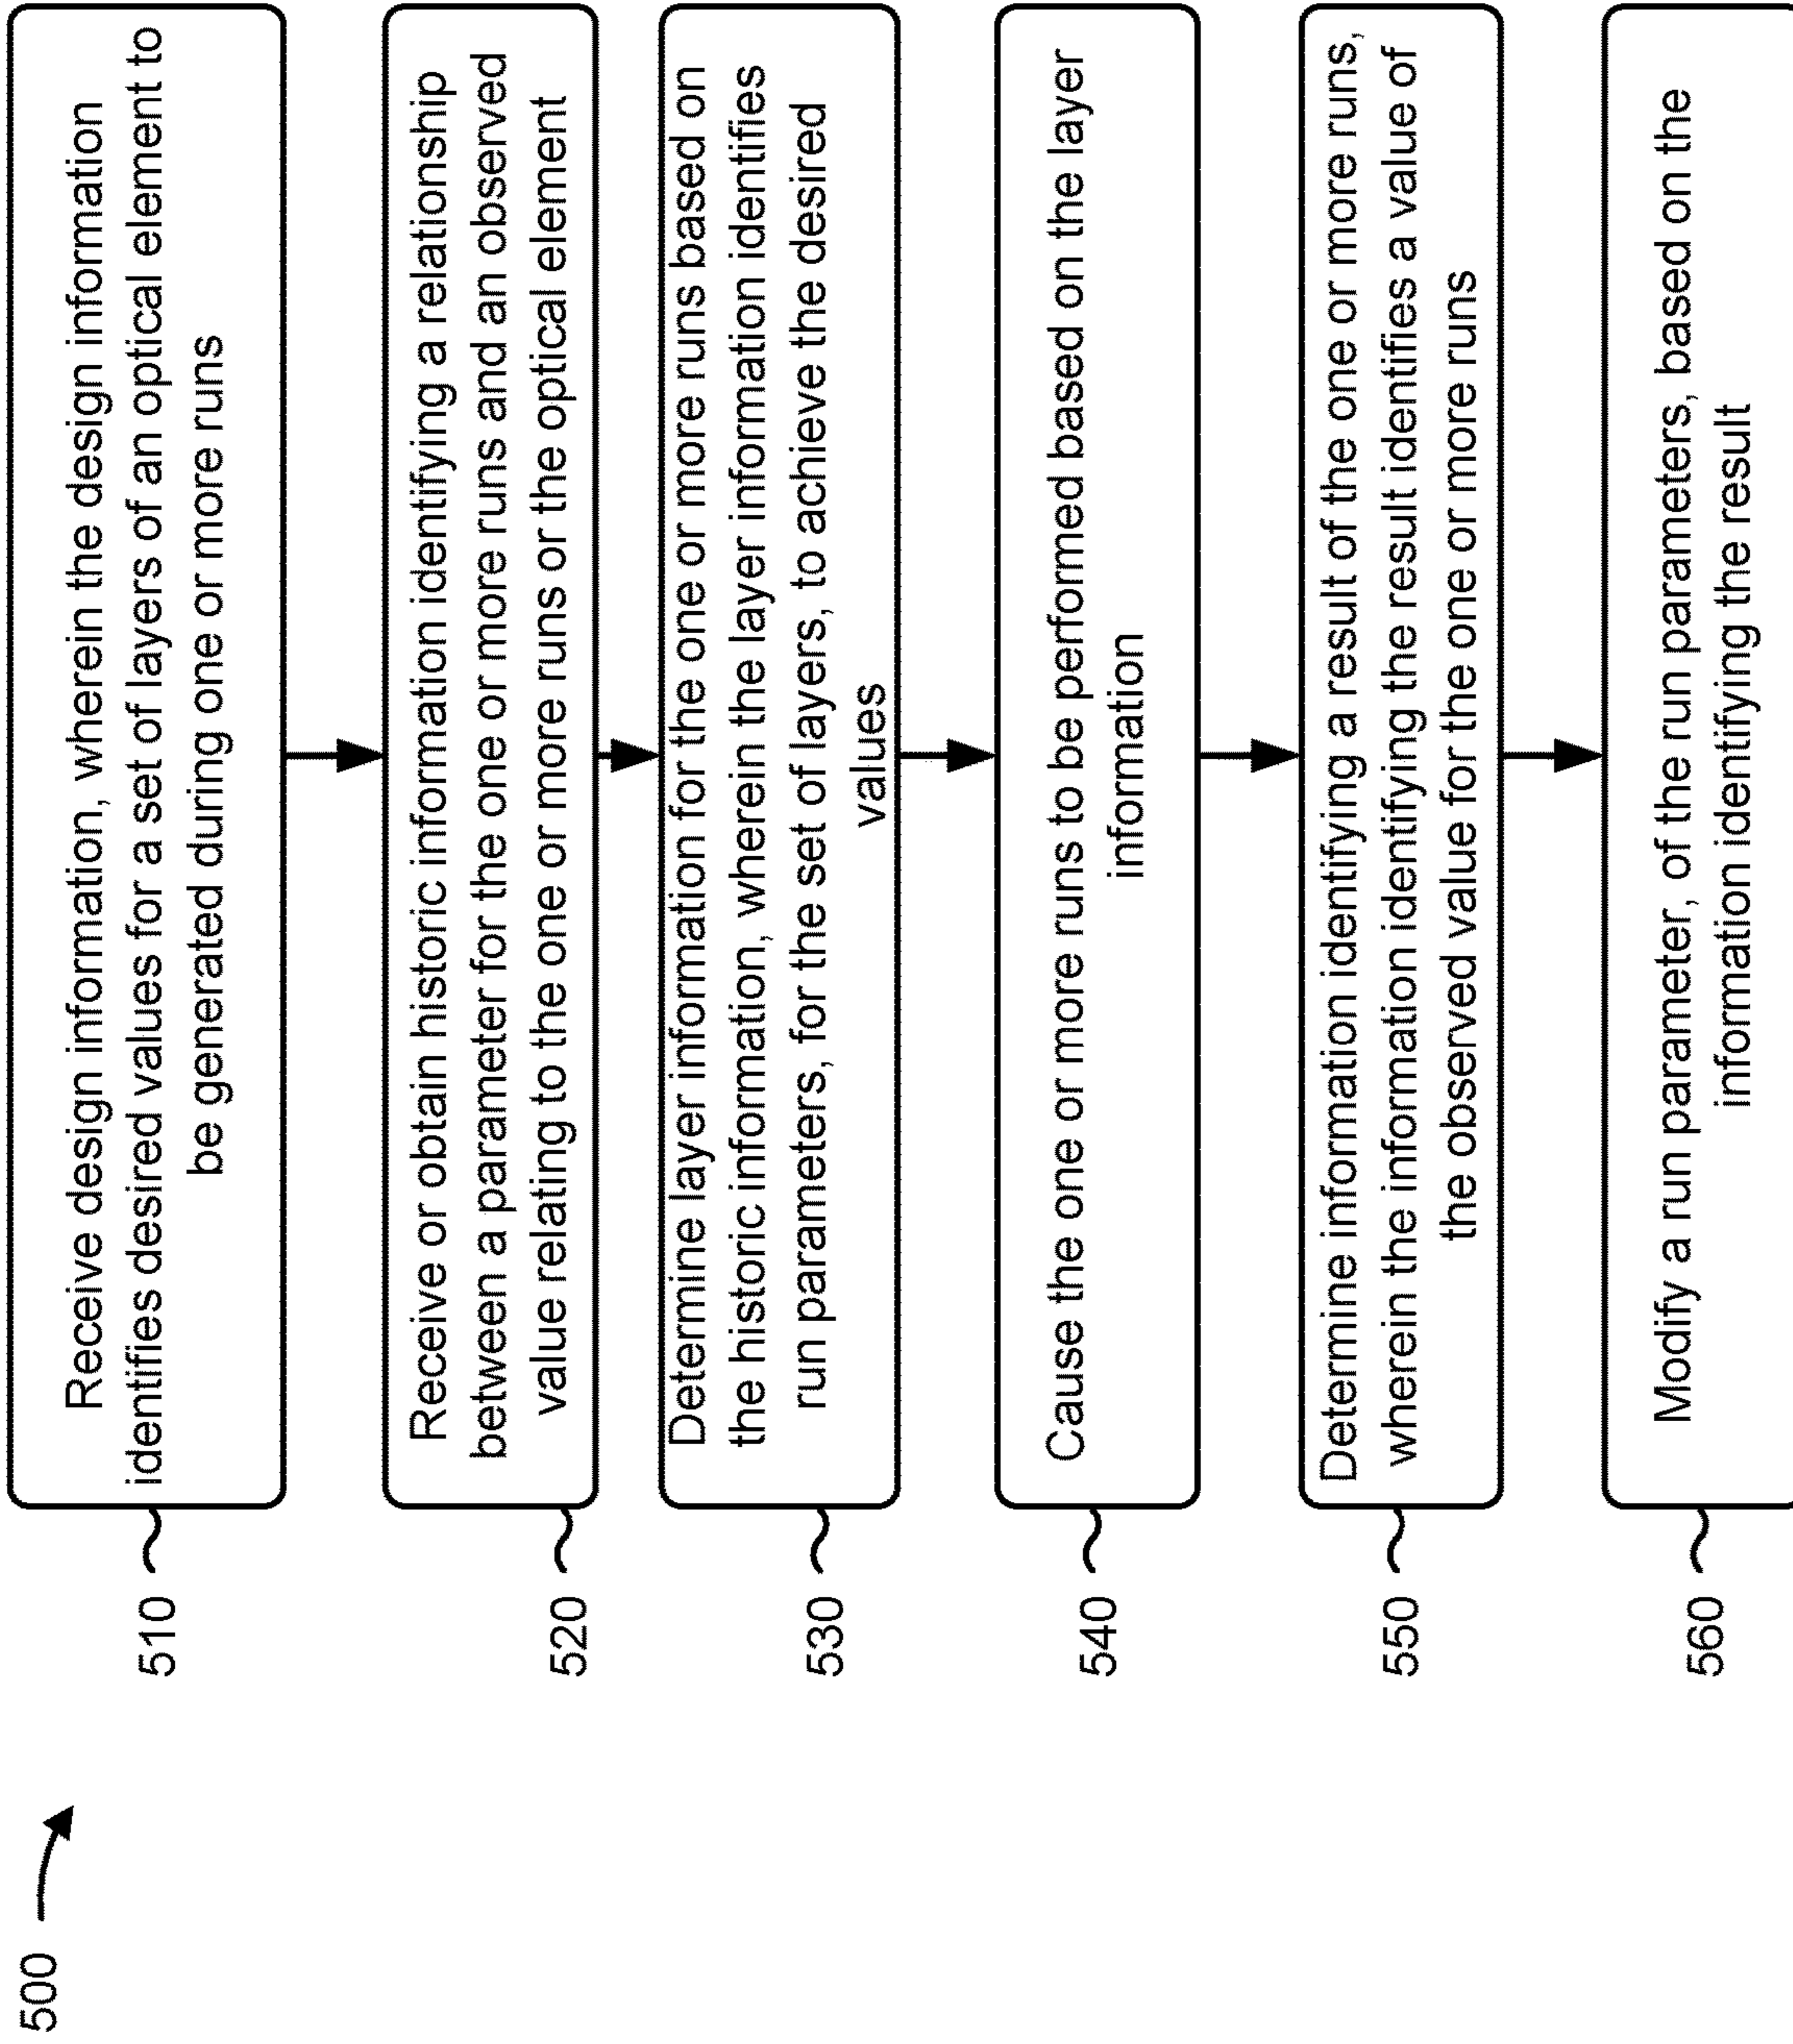 500
510
Receive design information, wherein the design information
identifies desired values for a set of layers of an optical element to
be generated during one or more runs
520
Receive or obtain historic information identifying a relationship
between a parameter for the one or more runs and an observed
value relating to the one or more runs or the optical element
530
Determine layer information for the one or more runs based on
the historic information, wherein the layer information identifies
run parameters, for the set of layers, to achieve the desired
values
540
Cause the one or more runs to be performed based on the layer
information
550
Determine information identifying a result of the one or more runs,
wherein the information identifying the result identifies a value of
the observed value for the one or more runs
560
Modify a run parameter, of the run parameters, based on the
information identifying the result